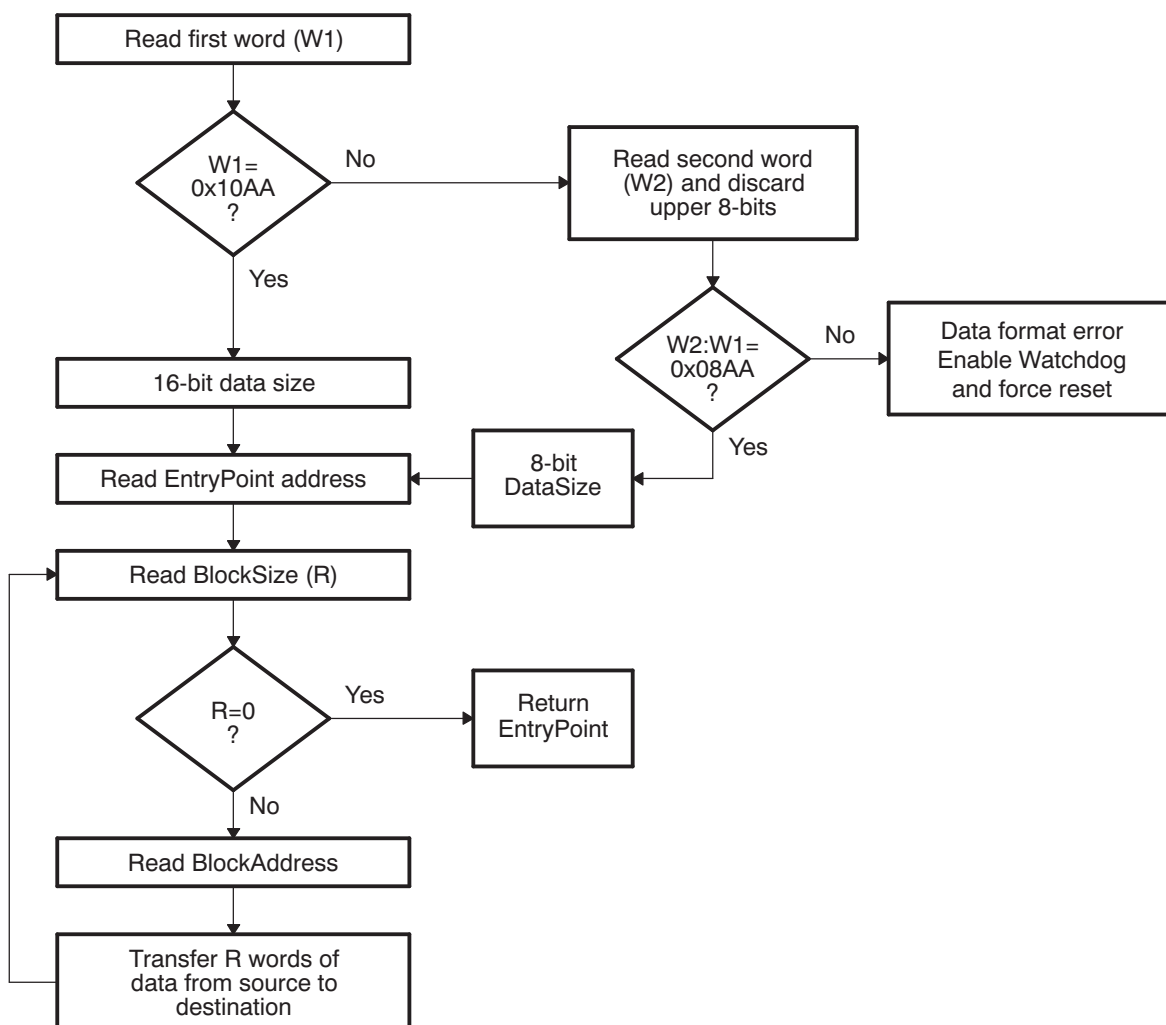 Read first word (W1)
W1=
0x10AA
?
No
Read second word
(W2) and discard
upper 8-bits
Yes
W2:W1=
0x08AA
?
No
Data format error
Enable Watchdog
and force reset
Yes
16-bit data size
8-bit
DataSize
Read EntryPoint address
Read BlockSize (R)
R=0
?
Yes
Return
EntryPoint
No
Read BlockAddress
Transfer R words of
data from source to
destination